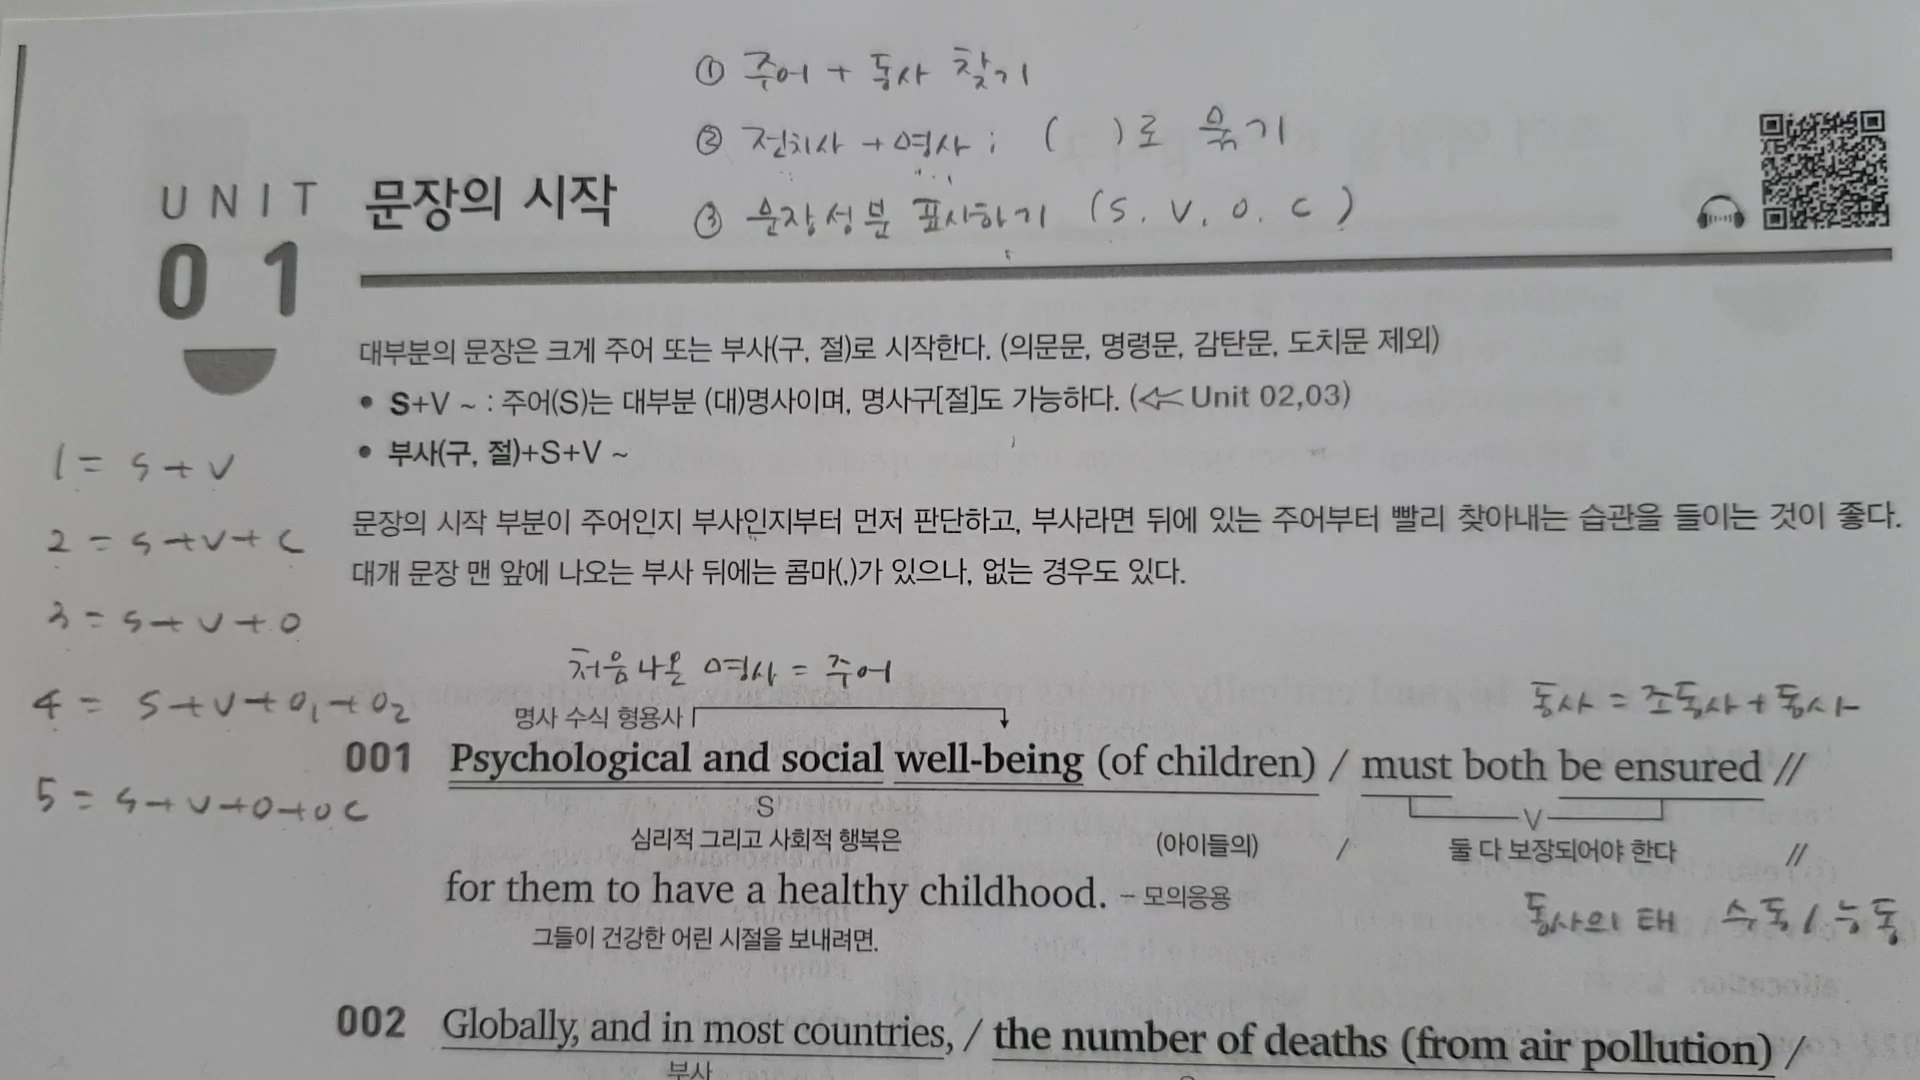 ① 주어 + 동사 찾기
② 전치사 + 명사 ; ( )로 묶기
③ 문장성분 표시하기 (S. V. O. C)
UNIT 01 문장의 시작
대부분의 문장은 크게 주어 또는 부사(구, 절)로 시작한다. (의문문, 명령문, 감탄문, 도치문 제외)
• S+V ~ : 주어(S)는 대부분 (대)명사이며, 명사구[절]도 가능하다. (≪ Unit 02,03)
• 부사(구, 절)+S+V ~
문장의 시작 부분이 주어인지 부사인지부터 먼저 판단하고, 부사라면 뒤에 있는 주어부터 빨리 찾아내는 습관을 들이는 것이 좋다.
대개 문장 맨 앞에 나오는 부사 뒤에는 콤마(,)가 있으나, 없는 경우도 있다.
1 = S+V
2 = S+V+C
3 = S+V+O
4 = S+V+O₁+O₂
5 = S+V+O+OC
처음나온 명사 = 주어
동사 = 조동사 + 동사
명사 수식 형용사
001 Psychological and social well-being (of children) / must both be ensured //
S
V
심리적 그리고 사회적 행복은 (아이들의) / 둘 다 보장되어야 한다 //
for them to have a healthy childhood. – 모의응용
동사의 태 수동 / 능동
그들이 건강한 어린 시절을 보내려면.
002 Globally, and in most countries, / the number of deaths (from air pollution) /
부사